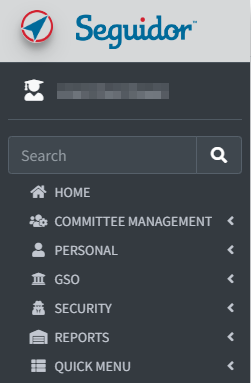 Seguidor™
Search
HOME
COMMITTEE MANAGEMENT
PERSONAL
GSO
SECURITY
REPORTS
QUICK MENU